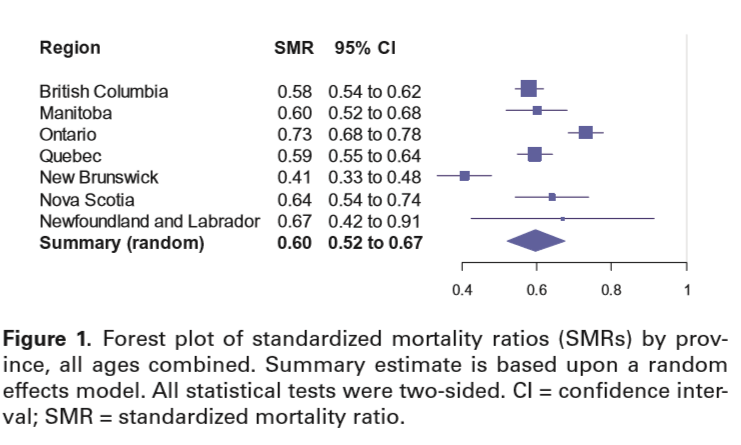 Region SMR 95% CI
British Columbia 0.58 0.54 to 0.62
Manitoba 0.60 0.52 to 0.68
Ontario 0.73 0.68 to 0.78
Quebec 0.59 0.55 to 0.64
New Brunswick 0.41 0.33 to 0.48
Nova Scotia 0.64 0.54 to 0.74
Newfoundland and Labrador 0.67 0.42 to 0.91
Summary (random) 0.60 0.52 to 0.67
0.4 0.6 0.8 1
Figure 1. Forest plot of standardized mortality ratios (SMRs) by prov-
ince, all ages combined. Summary estimate is based upon a random
effects model. All statistical tests were two-sided. CI = confidence inter-
val; SMR = standardized mortality ratio.